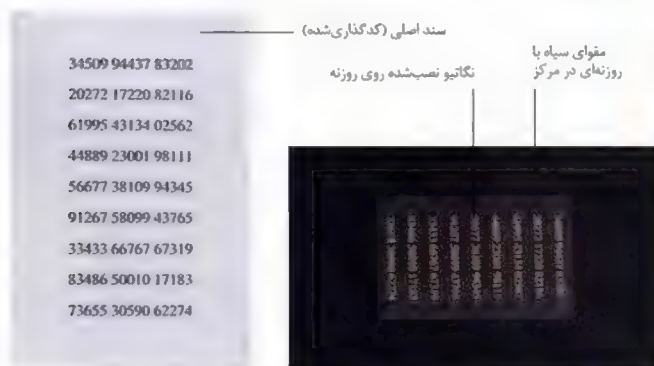 سند اصلی (کدگذاری‌شده)
مقوای سیاه با
روزنه‌ای در مرکز
نگاتیو نصب‌شده روی روزنه
34509 94437 83202
20272 17220 82116
61995 43134 02562
44889 23001 98111
56677 38109 94345
91267 58099 43765
33433 66767 67319
83486 50010 17183
73655 30590 62274